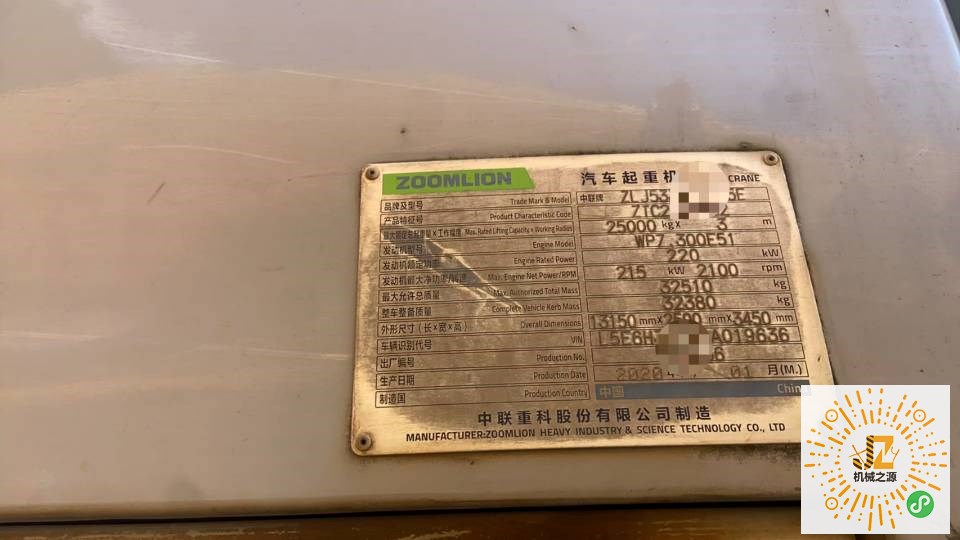 ZOOMLION 汽车起重机 CRANE
品牌及型号 Trade Mark & Model 中联牌
产品特征号 Product Characteristic Code
最大额定总起重量×工作幅度 Max. Rated Lifting Capacity × Working Radius 25000 kg× 3 m
发动机型号 Engine Model WP7.300E51
发动机额定功率 Engine Rated Power 220 kW
发动机最大净功率/转速 Max. Engine Net Power/RPM 215 kW 2100 rpm
最大允许总质量 Max. Authorized Total Mass 32510 kg
整车整备质量 Complete Vehicle Kerb Mass 32380 kg
外形尺寸(长×宽×高) Overall Dimensions 13150 mm× 2590 mm× 3450 mm
车辆识别代号 VIN
出厂编号 Production No.
生产日期 Production Date 2020 01 月(M.)
制造国 Production Country 中国 China
中联重科股份有限公司制造
MANUFACTURER:ZOOMLION HEAVY INDUSTRY & SCIENCE TECHNOLOGY CO., LTD
JZ
机械之源